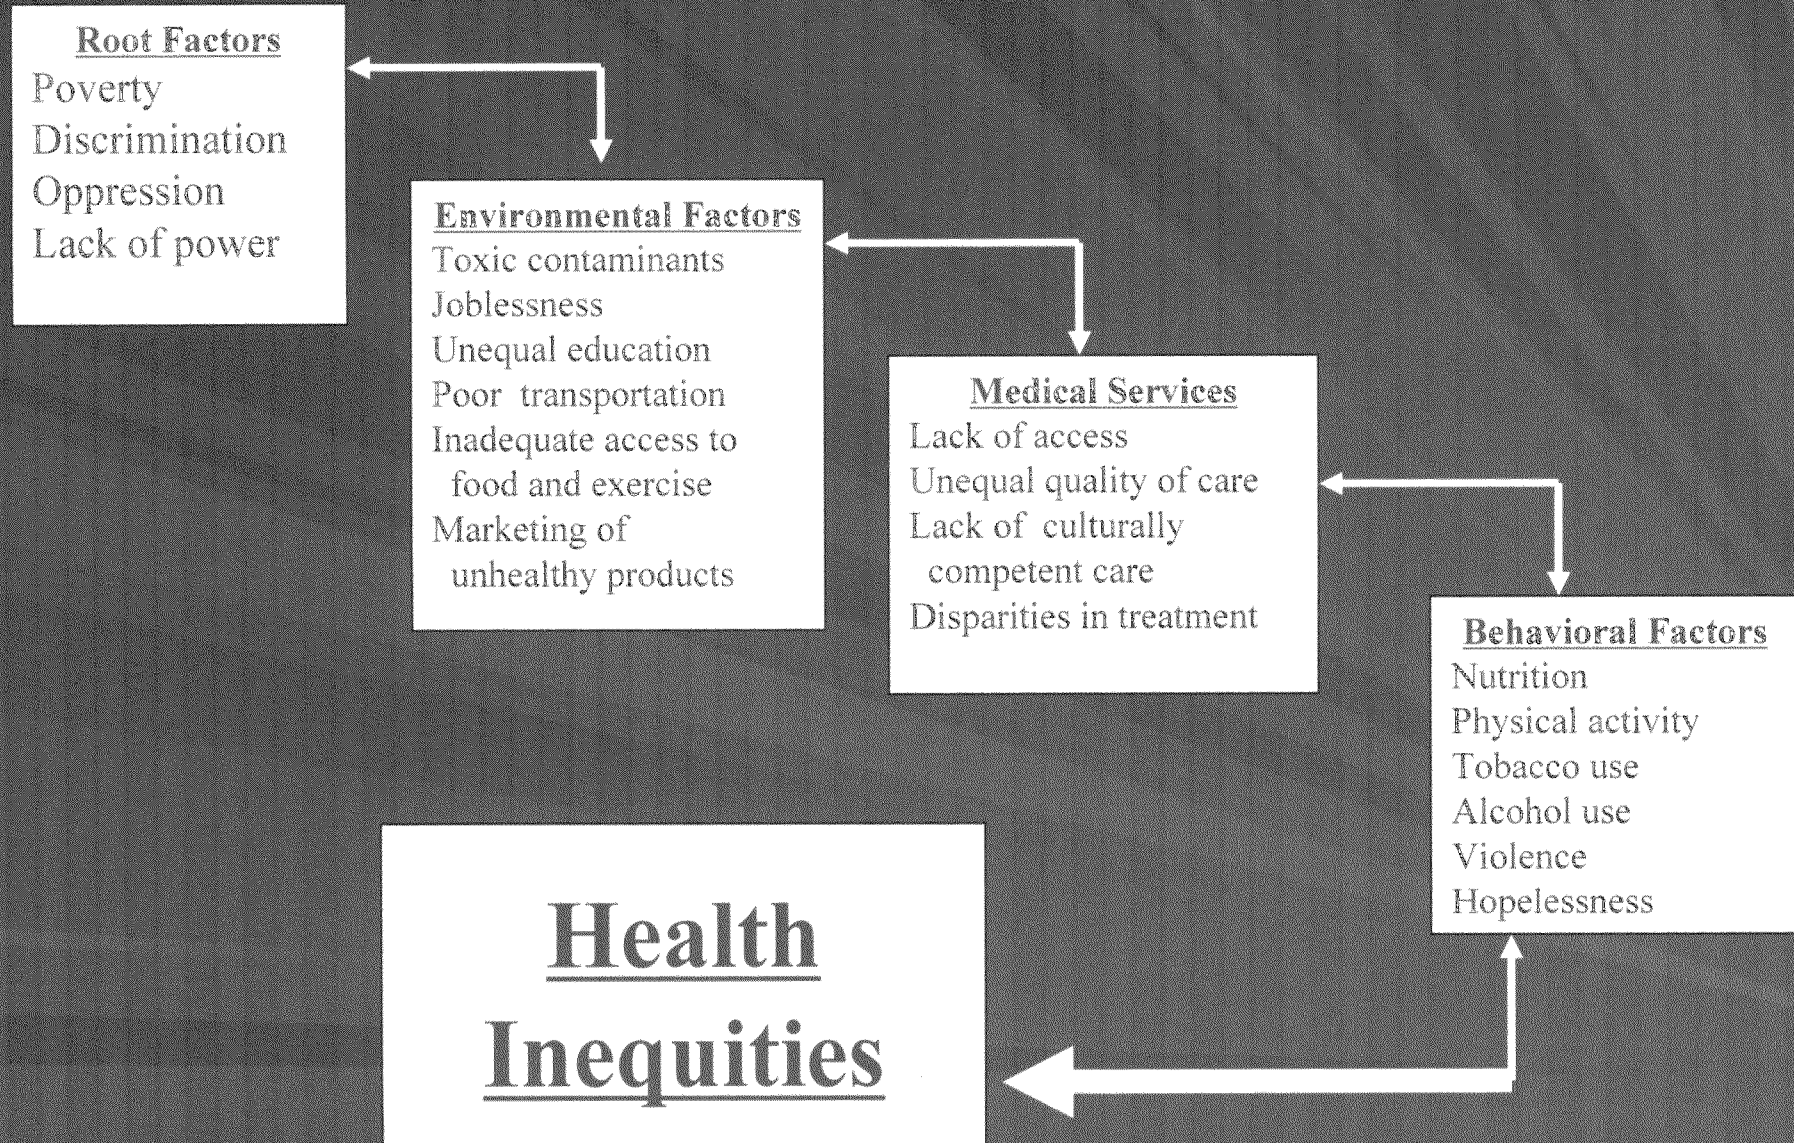 Root Factors
Poverty
Discrimination
Oppression
Lack of power
Environmental Factors
Toxic contaminants
Joblessness
Unequal education
Poor transportation
Inadequate access to
food and exercise
Marketing of
unhealthy products
Medical Services
Lack of access
Unequal quality of care
Lack of culturally
competent care
Disparities in treatment
Behavioral Factors
Nutrition
Physical activity
Tobacco use
Alcohol use
Violence
Hopelessness
Health
Inequities